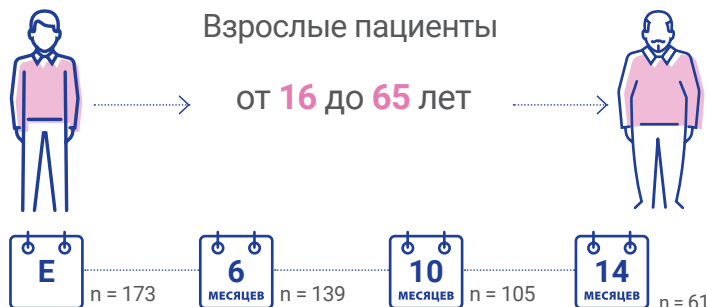 Взрослые пациенты
от 16 до 65 лет
E
n = 173
6
МЕСЯЦЕВ
n = 139
10
МЕСЯЦЕВ
n = 105
14
МЕСЯЦЕВ
n = 61